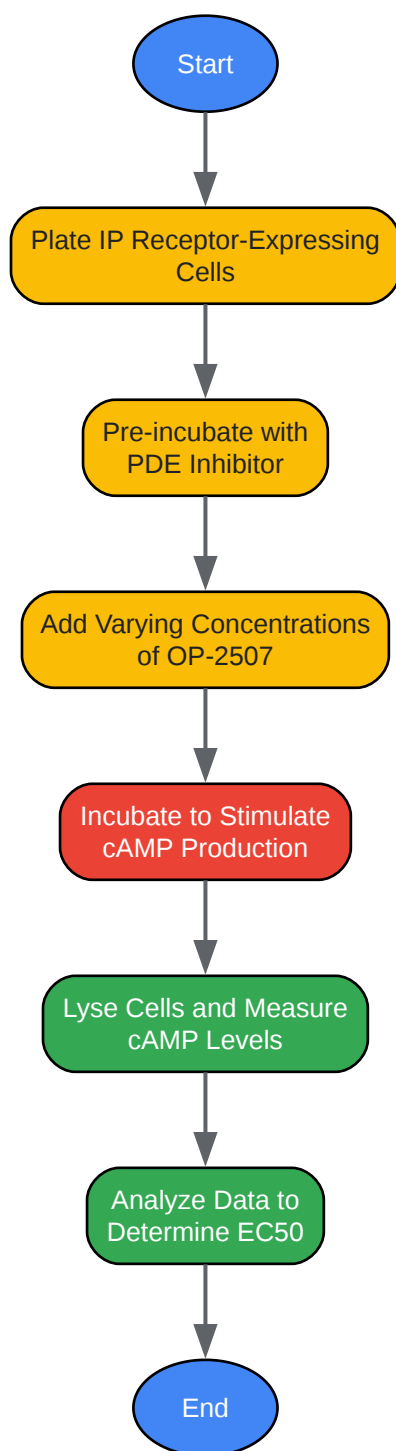 Start
Plate IP Receptor-Expressing
Cells
Pre-incubate with
PDE Inhibitor
Add Varying Concentrations
of OP-2507
Incubate to Stimulate
cAMP Production
Lyse Cells and Measure
cAMP Levels
Analyze Data to
Determine EC50
End